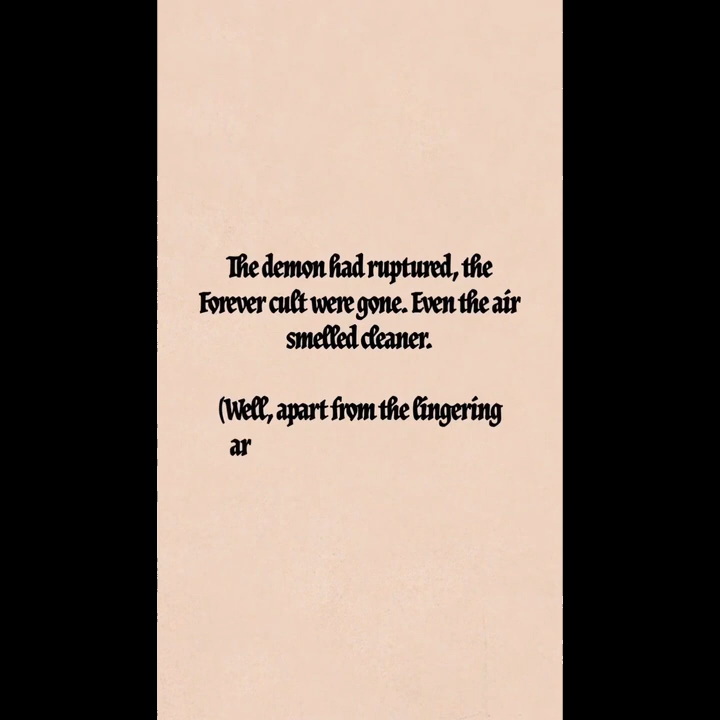 The demon had ruptured, the
Forever cult were gone. Even the air
smelled cleaner.
(Well, apart from the lingering
ar